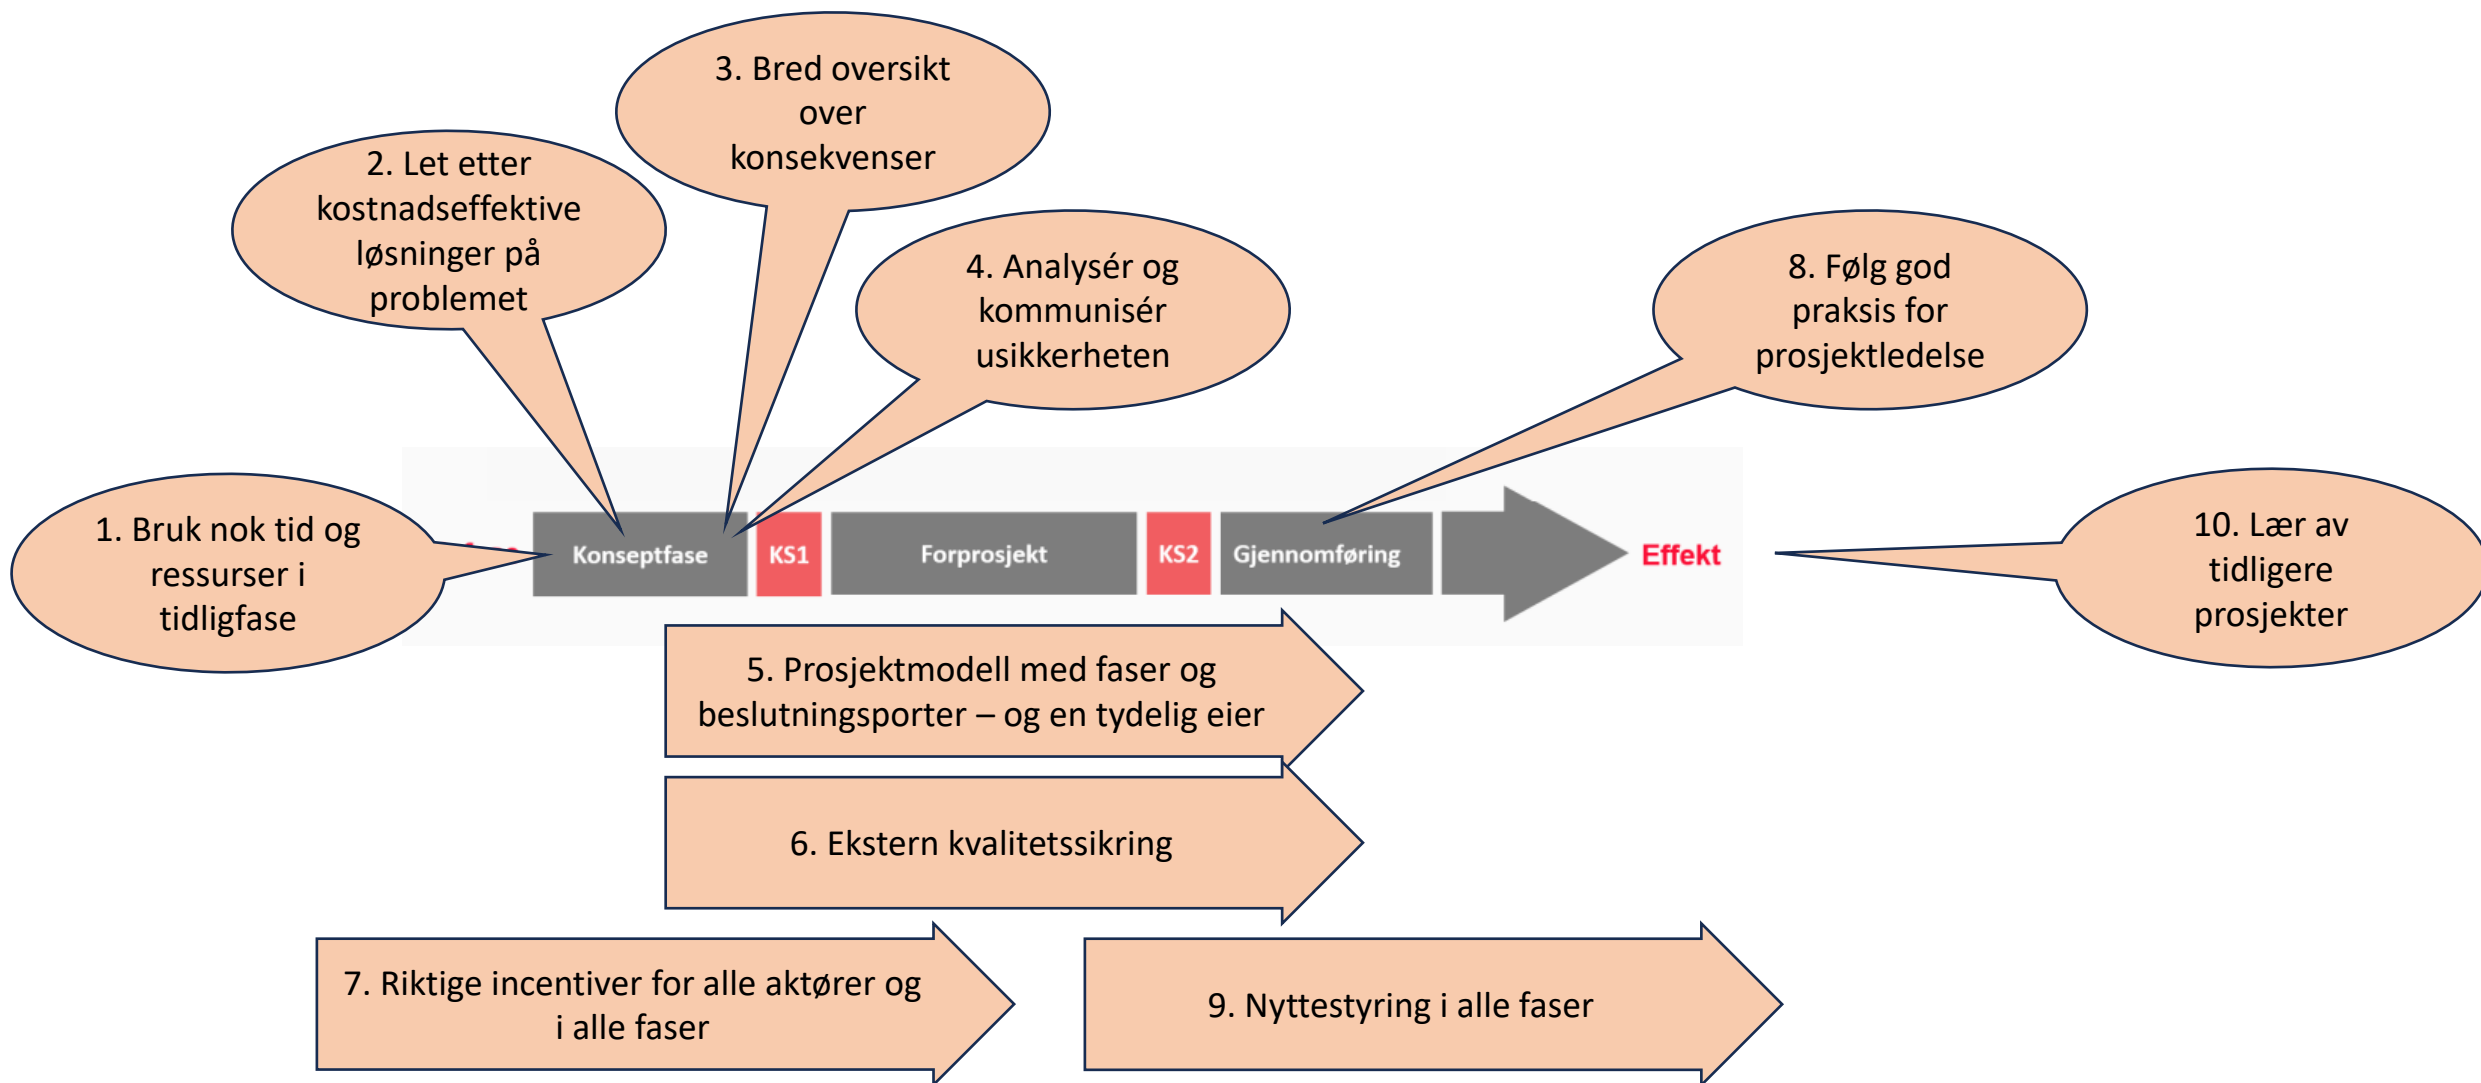 3. Bred oversikt
over
konsekvenser
2. Let etter
kostnadseffektive
løsninger på
problemet
4. Analysér og
kommunisér
usikkerheten
8. Følg god
praksis for
prosjektledelse
1. Bruk nok tid og
ressurser i
tidligfase
Konseptfase
KS1
Forprosjekt
KS2
Gjennomføring
Effekt
10. Lær av
tidligere
prosjekter
5. Prosjektmodell med faser og
beslutningsporter – og en tydelig eier
6. Ekstern kvalitetssikring
7. Riktige incentiver for alle aktører og
i alle faser
9. Nyttestyring i alle faser